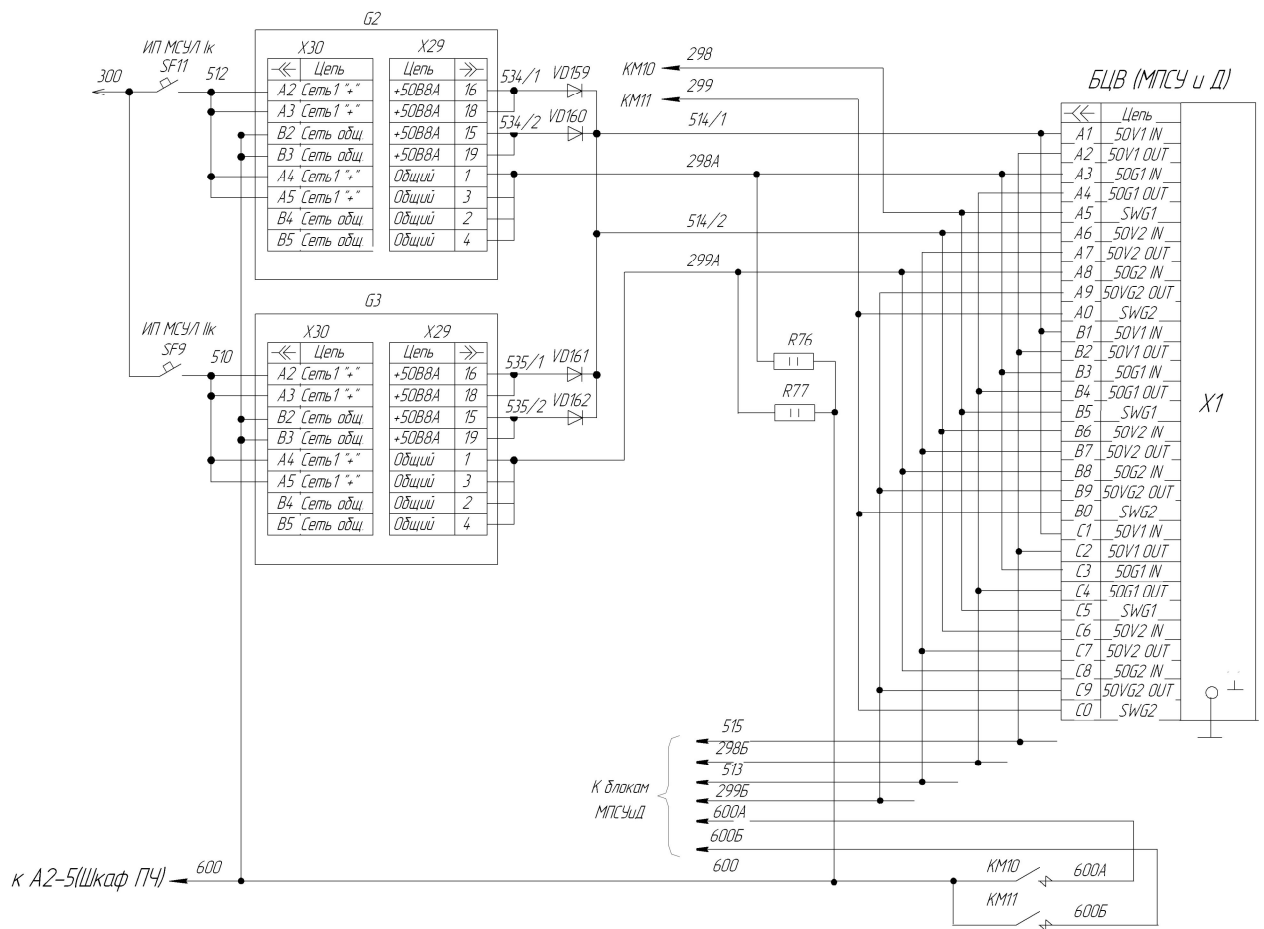 G2
ИП МСУЛ Iк
SF11
300
512
X30
X29
Цепь
Цепь
A2 Сеть1 "+" +50В8А 16
A3 Сеть1 "+" +50В8А 18
B2 Сеть общ +50В8А 15
B3 Сеть общ +50В8А 19
A4 Сеть1 "+" Общий 1
A5 Сеть1 "+" Общий 3
B4 Сеть общ Общий 2
B5 Сеть общ Общий 4
534/1 VD159
534/2 VD160
KM10 298
KM11 299
514/1
298А
514/2
299А
G3
ИП МСУЛ IIк
SF9
510
X30
X29
Цепь
Цепь
A2 Сеть1 "+" +50В8А 16
A3 Сеть1 "+" +50В8А 18
B2 Сеть общ +50В8А 15
B3 Сеть общ +50В8А 19
A4 Сеть1 "+" Общий 1
A5 Сеть1 "+" Общий 3
B4 Сеть общ Общий 2
B5 Сеть общ Общий 4
535/1 VD161
535/2 VD162
R76
R77
БЦВ (МПСУ и Д)
Цепь
A1 50V1 IN
A2 50V1 OUT
A3 50G1 IN
A4 50G1 OUT
A5 SWG1
A6 50V2 IN
A7 50V2 OUT
A8 50G2 IN
A9 50VG2 OUT
A0 SWG2
B1 50V1 IN
B2 50V1 OUT
B3 50G1 IN
B4 50G1 OUT
B5 SWG1
B6 50V2 IN
B7 50V2 OUT
B8 50G2 IN
B9 50VG2 OUT
B0 SWG2
C1 50V1 IN
C2 50V1 OUT
C3 50G1 IN
C4 50G1 OUT
C5 SWG1
C6 50V2 IN
C7 50V2 OUT
C8 50G2 IN
C9 50VG2 OUT
C0 SWG2
X1
К блокам
МПСУиД
515
298Б
513
299Б
600А
600Б
600
к А2-5(Шкаф ПЧ)
600
KM10 600А
KM11 600Б